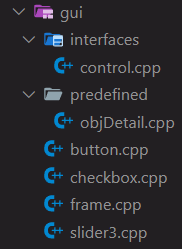 gui
interfaces
control.cpp
predefined
objDetail.cpp
button.cpp
checkbox.cpp
frame.cpp
slider3.cpp